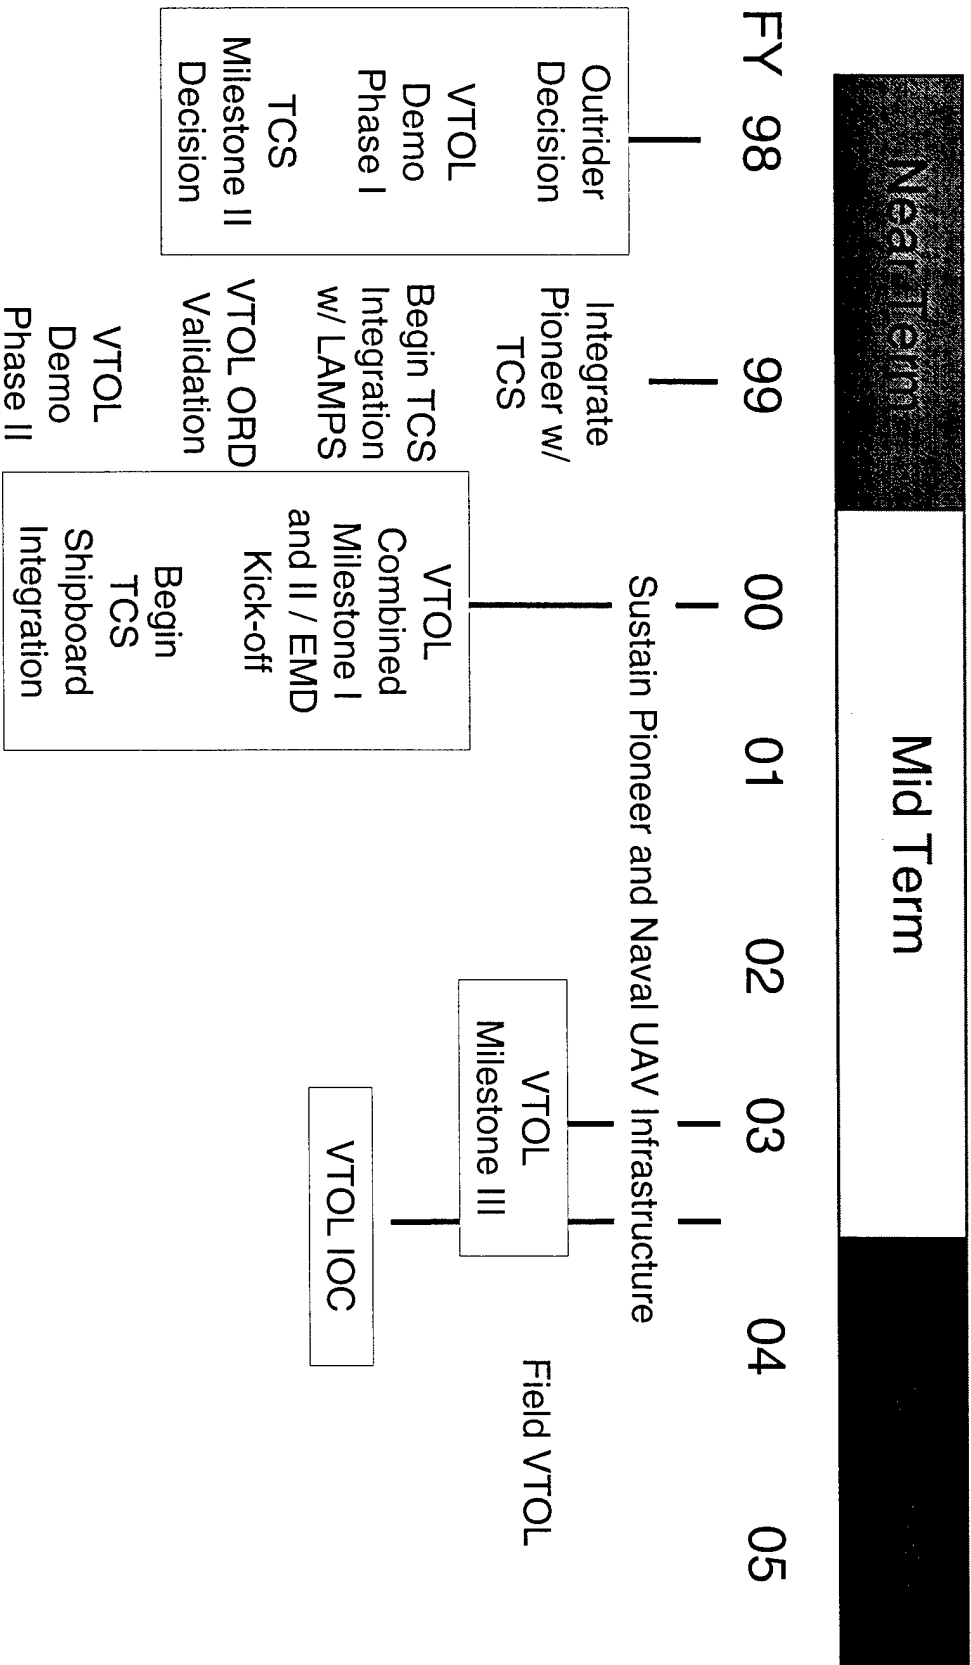 Near Term
Mid Term
FY 98 99 00 01 02 03 04 05
Outrider
Decision
VTOL
Demo
Phase I
TCS
Milestone II
Decision
Integrate
Pioneer w/
TCS
Begin TCS
Integration
w/ LAMPS
VTOL ORD
Validation
VTOL
Demo
Phase II
Sustain Pioneer and Naval UAV Infrastructure
VTOL
Combined
Milestone I
and II / EMD
Kick-off
Begin
TCS
Shipboard
Integration
VTOL
Milestone III
VTOL IOC
Field VTOL